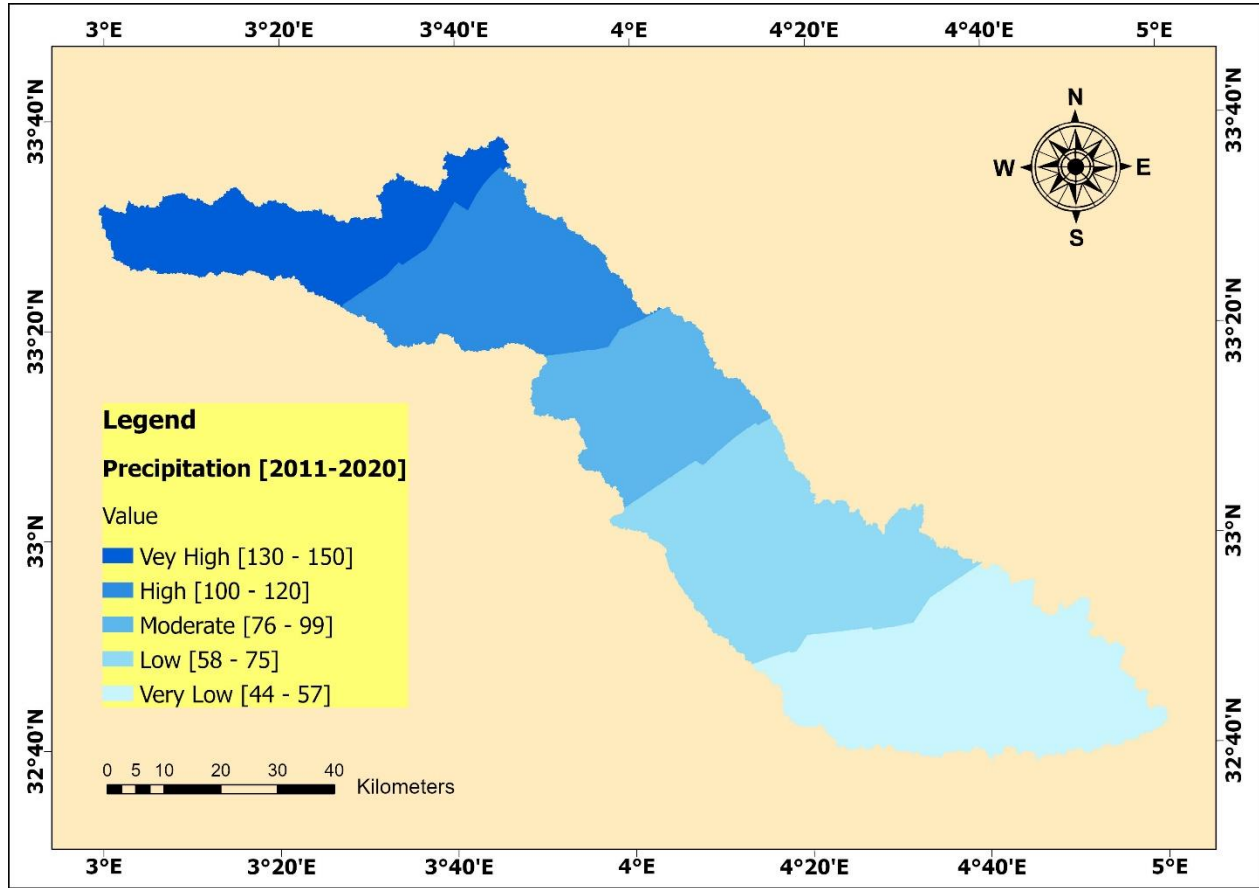 3°E 3°20'E 3°40'E 4°E 4°20'E 4°40'E 5°E
33°40'N 33°40'N
N
W E
S
33°20'N 33°20'N
Legend
Precipitation [2011-2020]
Value
33°N 33°N
Vey High [130 - 150]
High [100 - 120]
Moderate [76 - 99]
Low [58 - 75]
Very Low [44 - 57]
32°40'N 32°40'N
0 5 10 20 30 40
Kilometers
3°E 3°20'E 3°40'E 4°E 4°20'E 4°40'E 5°E